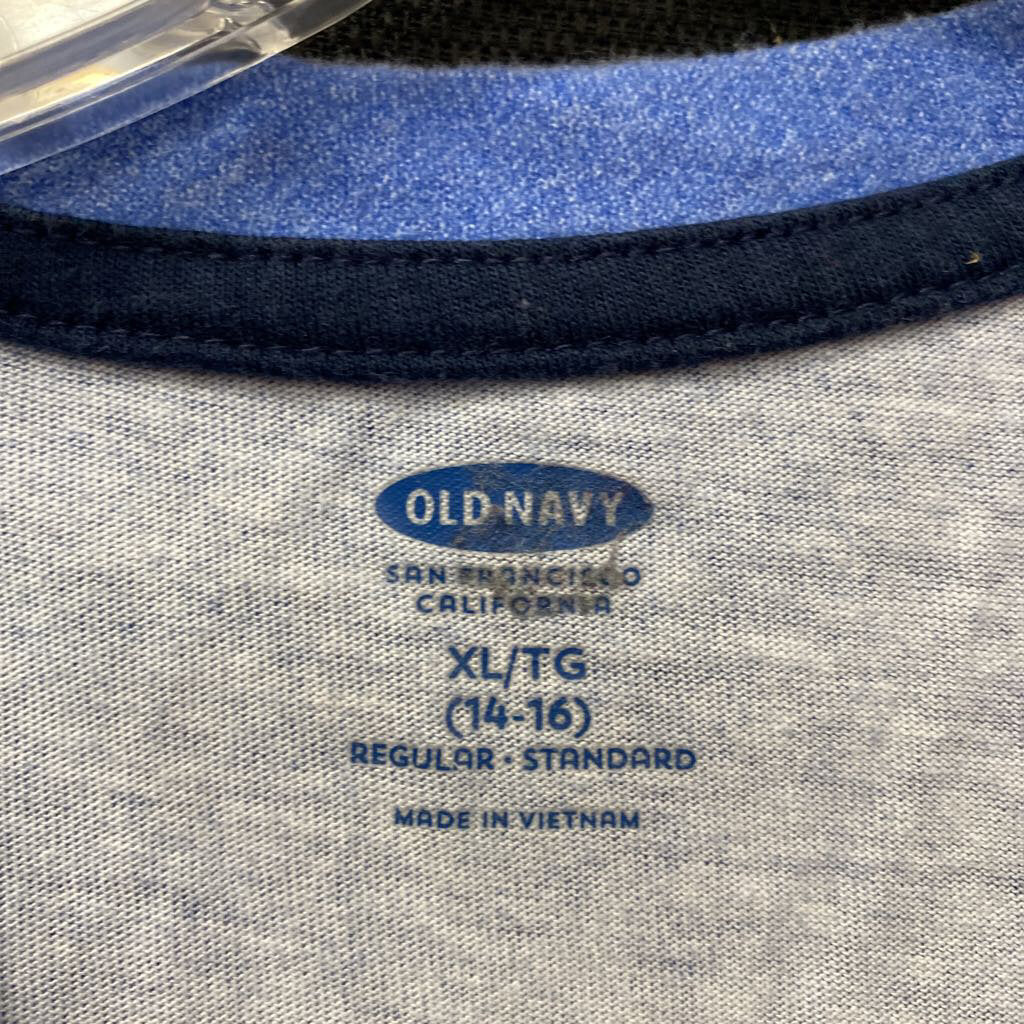 OLD NAVY
SAN FRANCISCO
CALIFORNIA
XL/TG
(14-16)
REGULAR · STANDARD
MADE IN VIETNAM